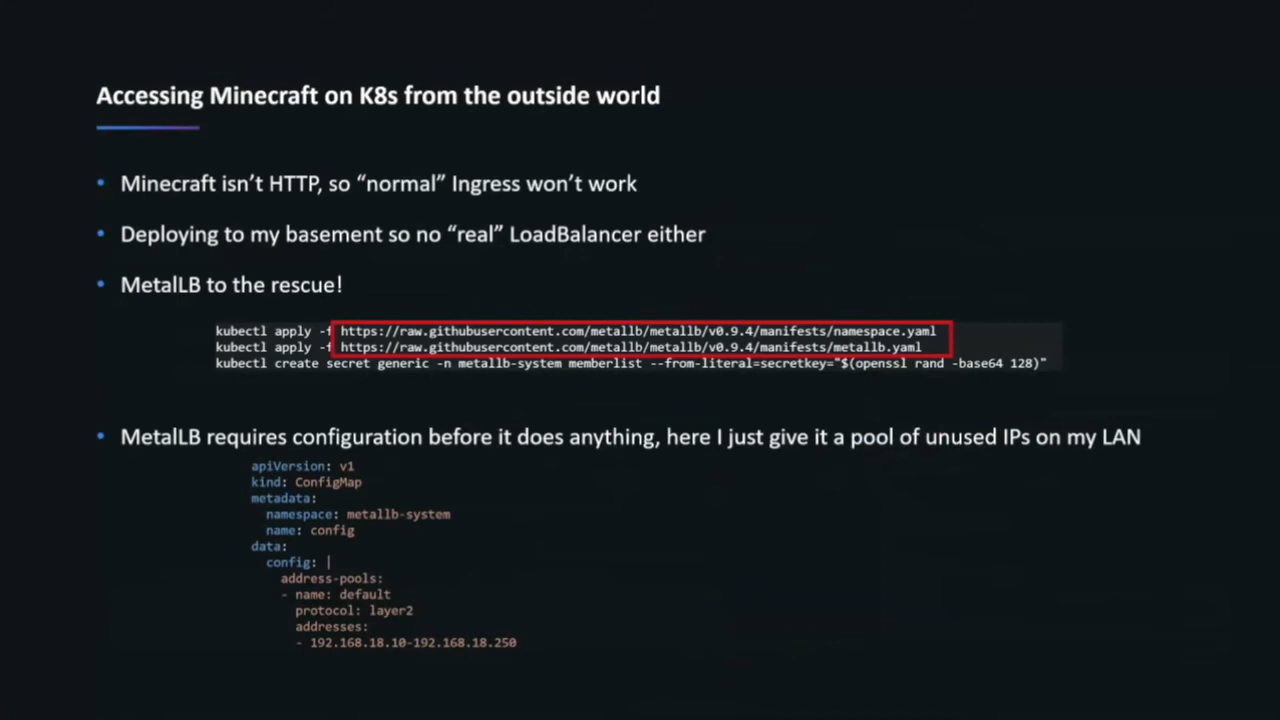 Accessing Minecraft on K8s from the outside world
• Minecraft isn’t HTTP, so “normal” Ingress won’t work
• Deploying to my basement so no “real” LoadBalancer either
• MetalLB to the rescue!
kubectl apply -f https://raw.githubusercontent.com/metallb/metallb/v0.9.4/manifests/namespace.yaml
kubectl apply -f https://raw.githubusercontent.com/metallb/metallb/v0.9.4/manifests/metallb.yaml
kubectl create secret generic -n metallb-system memberlist --from-literal=secretkey="$(openssl rand -base64 128)"
• MetalLB requires configuration before it does anything, here I just give it a pool of unused IPs on my LAN
apiVersion: v1
kind: ConfigMap
metadata:
  namespace: metallb-system
  name: config
data:
  config: |
    address-pools:
    - name: default
      protocol: layer2
      addresses:
      - 192.168.18.10-192.168.18.250